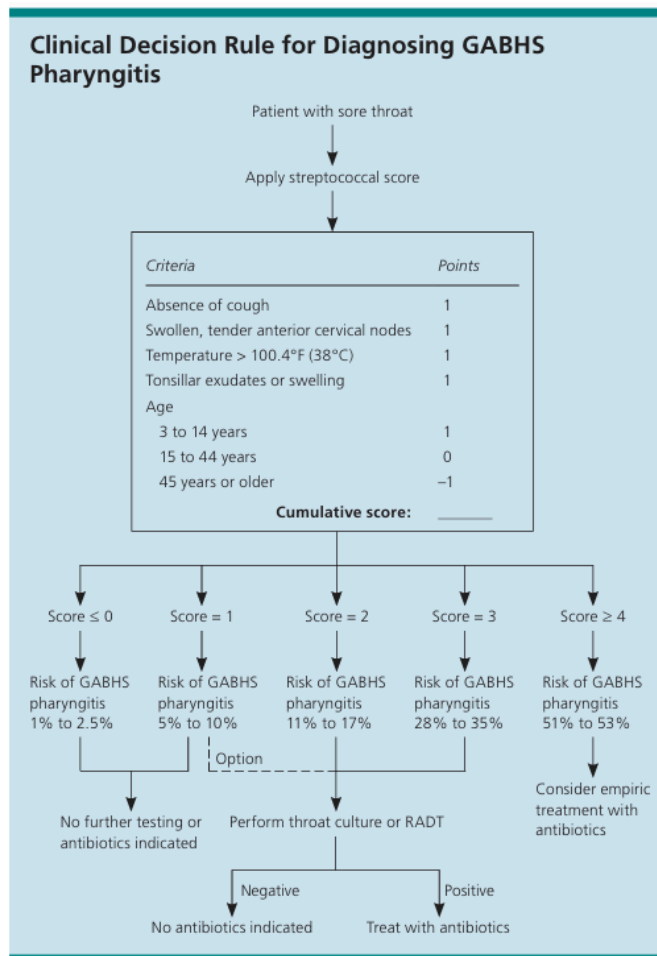 Clinical Decision Rule for Diagnosing GABHS
Pharyngitis
Patient with sore throat
Apply streptococcal score
Criteria Points
Absence of cough 1
Swollen, tender anterior cervical nodes 1
Temperature > 100.4°F (38°C) 1
Tonsillar exudates or swelling 1
Age
3 to 14 years 1
15 to 44 years 0
45 years or older –1
Cumulative score:
Score ≤ 0 Score = 1 Score = 2 Score = 3 Score ≥ 4
Risk of GABHS Risk of GABHS Risk of GABHS Risk of GABHS Risk of GABHS
pharyngitis pharyngitis pharyngitis pharyngitis pharyngitis
1% to 2.5% 5% to 10% 11% to 17% 28% to 35% 51% to 53%
Option
Consider empiric
treatment with
antibiotics
No further testing or
antibiotics indicated
Perform throat culture or RADT
Negative Positive
No antibiotics indicated Treat with antibiotics